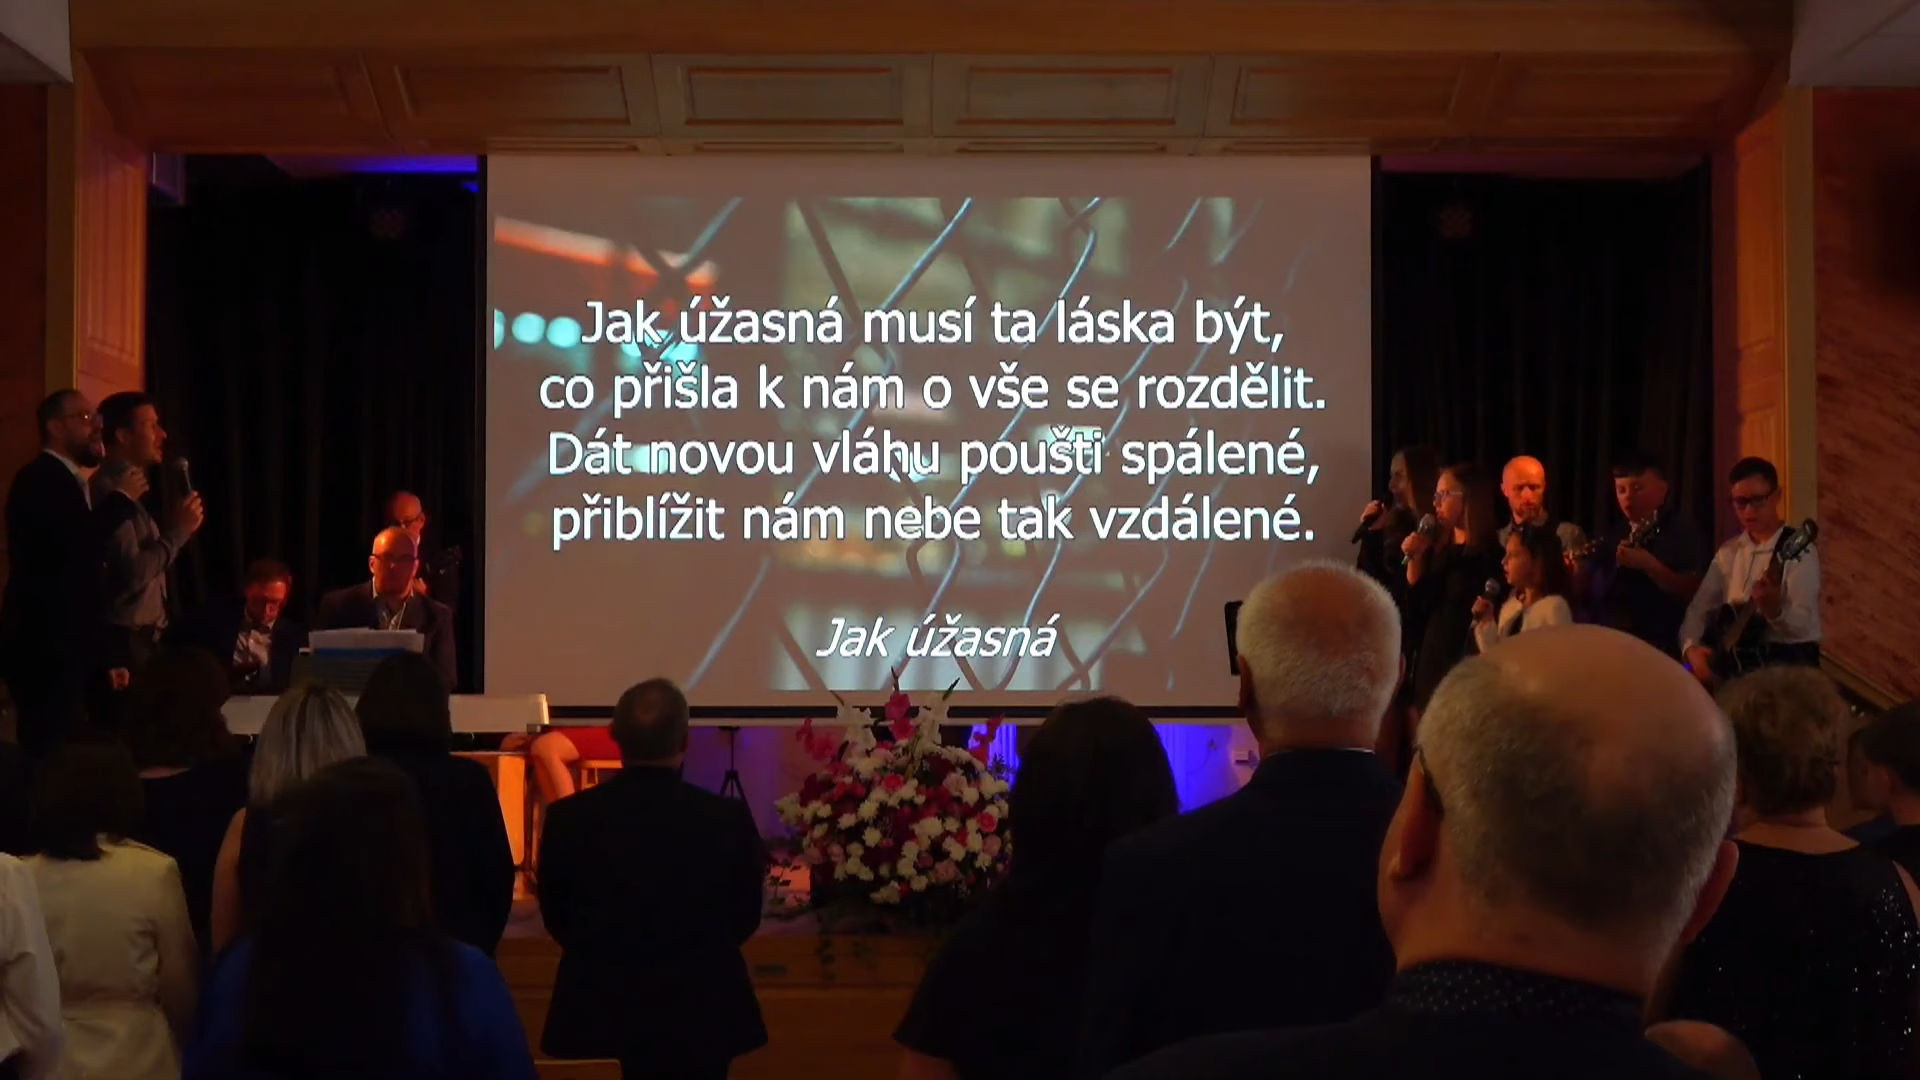 Jak úžasná musí ta láska být,
co přišla k nám o vše se rozdělit.
Dát novou vláhu poušti spálené,
přiblížit nám nebe tak vzdálené.
Jak úžasná